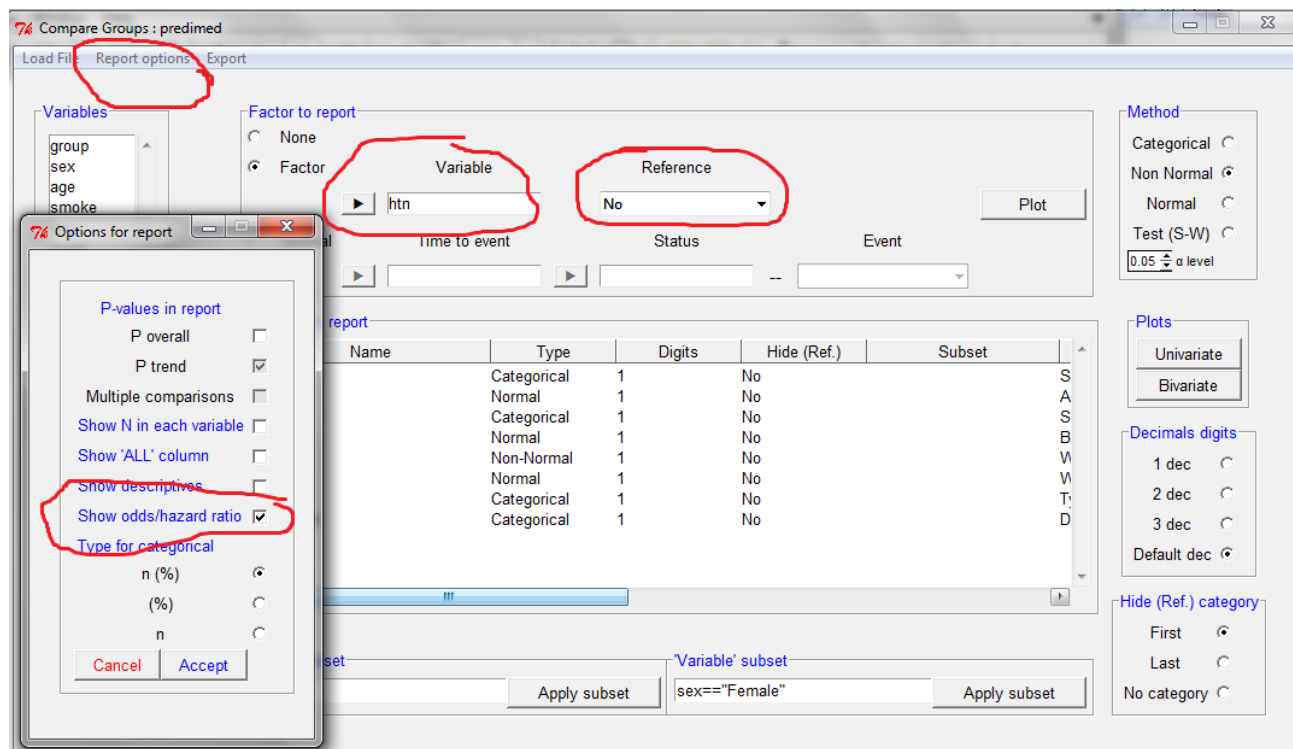 Compare Groups : predimed
Load File Report options Export
Variables
group
sex
age
smoke
Factor to report
None
Factor
Variable
Reference
htn
No
Plot
Time to event
Status
Event
--
Method
Categorical
Non Normal
Normal
Test (S-W)
0.05 α level
Options for report
P-values in report
P overall
P trend
Multiple comparisons
Show N in each variable
Show 'ALL' column
Show descriptives
Show odds/hazard ratio
Type for categorical
n (%)
(%)
n
Cancel Accept
report
Name Type Digits Hide (Ref.) Subset
Categorical 1 No S
Normal 1 No A
Categorical 1 No S
Normal 1 No B
Non-Normal 1 No W
Normal 1 No W
Categorical 1 No T
Categorical 1 No D
Plots
Univariate
Bivariate
Decimals digits
1 dec
2 dec
3 dec
Default dec
Hide (Ref.) category
First
Last
No category
Apply subset
'Variable' subset
sex=="Female"
Apply subset